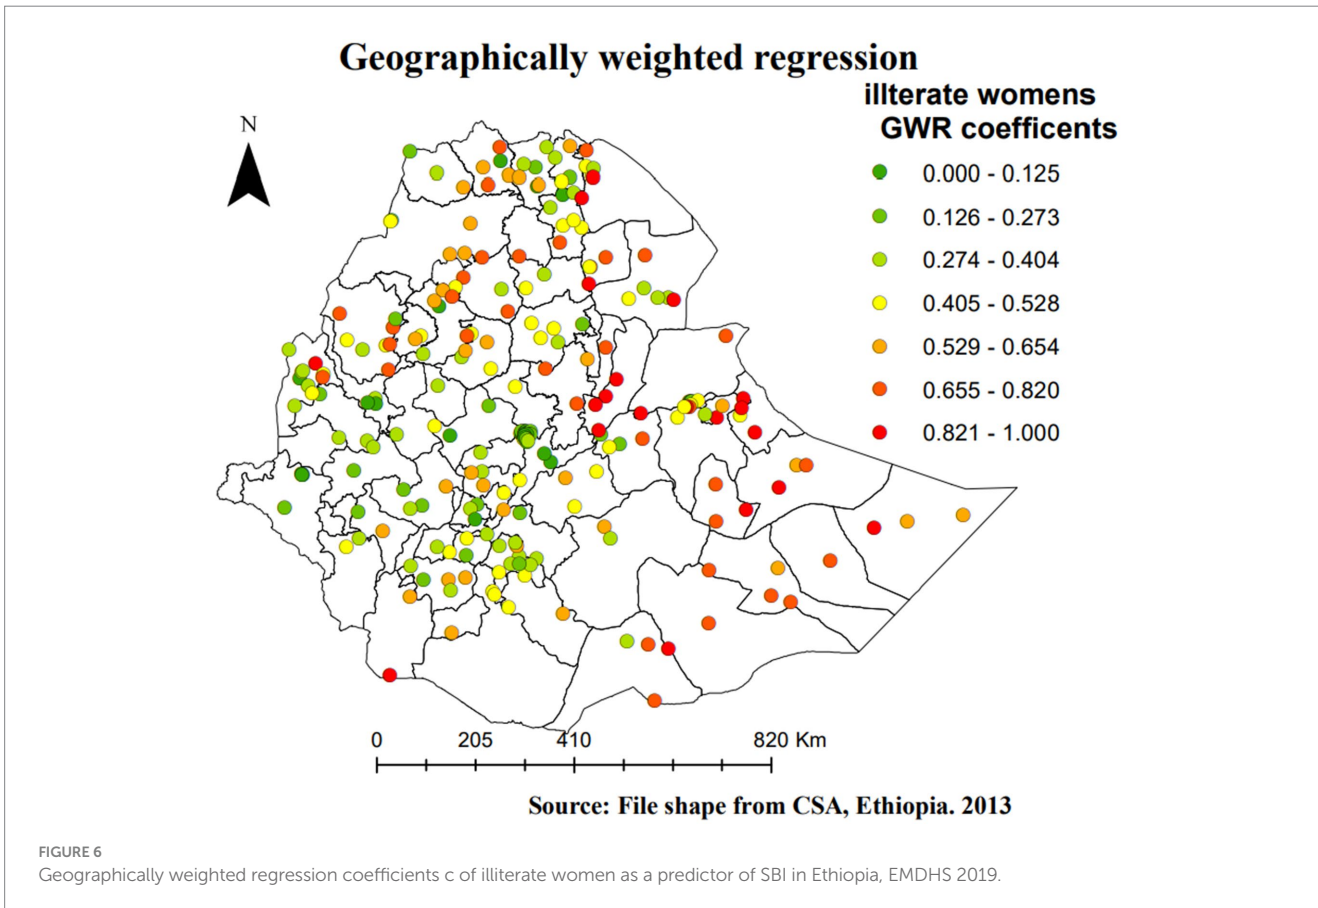 Geographically weighted regression
illterate womens
GWR coefficents
N
0.000 - 0.125
0.126 - 0.273
0.274 - 0.404
0.405 - 0.528
0.529 - 0.654
0.655 - 0.820
0.821 - 1.000
0 205 410 820 Km
Source: File shape from CSA, Ethiopia. 2013
FIGURE 6
Geographically weighted regression coefficients c of illiterate women as a predictor of SBI in Ethiopia, EMDHS 2019.